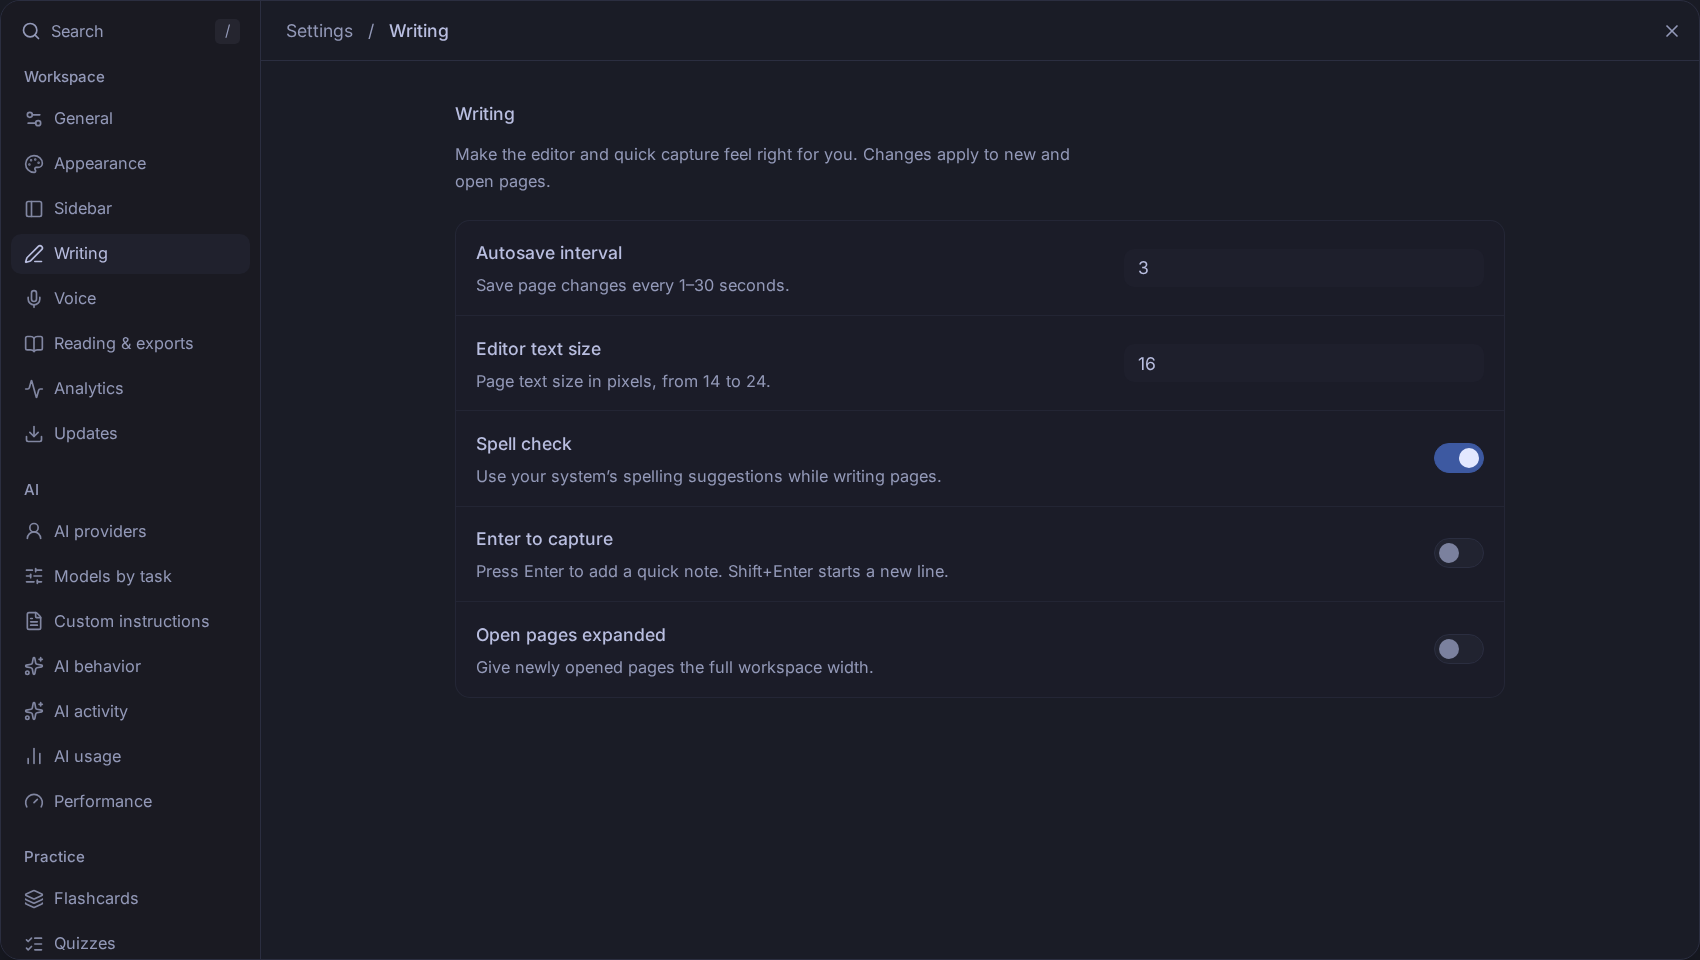 Search
/
Workspace
General
Appearance
Sidebar
Writing
Voice
Reading & exports
Analytics
Updates
AI
AI providers
Models by task
Custom instructions
AI behavior
AI activity
AI usage
Performance
Practice
Flashcards
Quizzes
Settings / Writing
Writing
Make the editor and quick capture feel right for you. Changes apply to new and
open pages.
Autosave interval
Save page changes every 1–30 seconds.
3
Editor text size
Page text size in pixels, from 14 to 24.
16
Spell check
Use your system’s spelling suggestions while writing pages.
Enter to capture
Press Enter to add a quick note. Shift+Enter starts a new line.
Open pages expanded
Give newly opened pages the full workspace width.